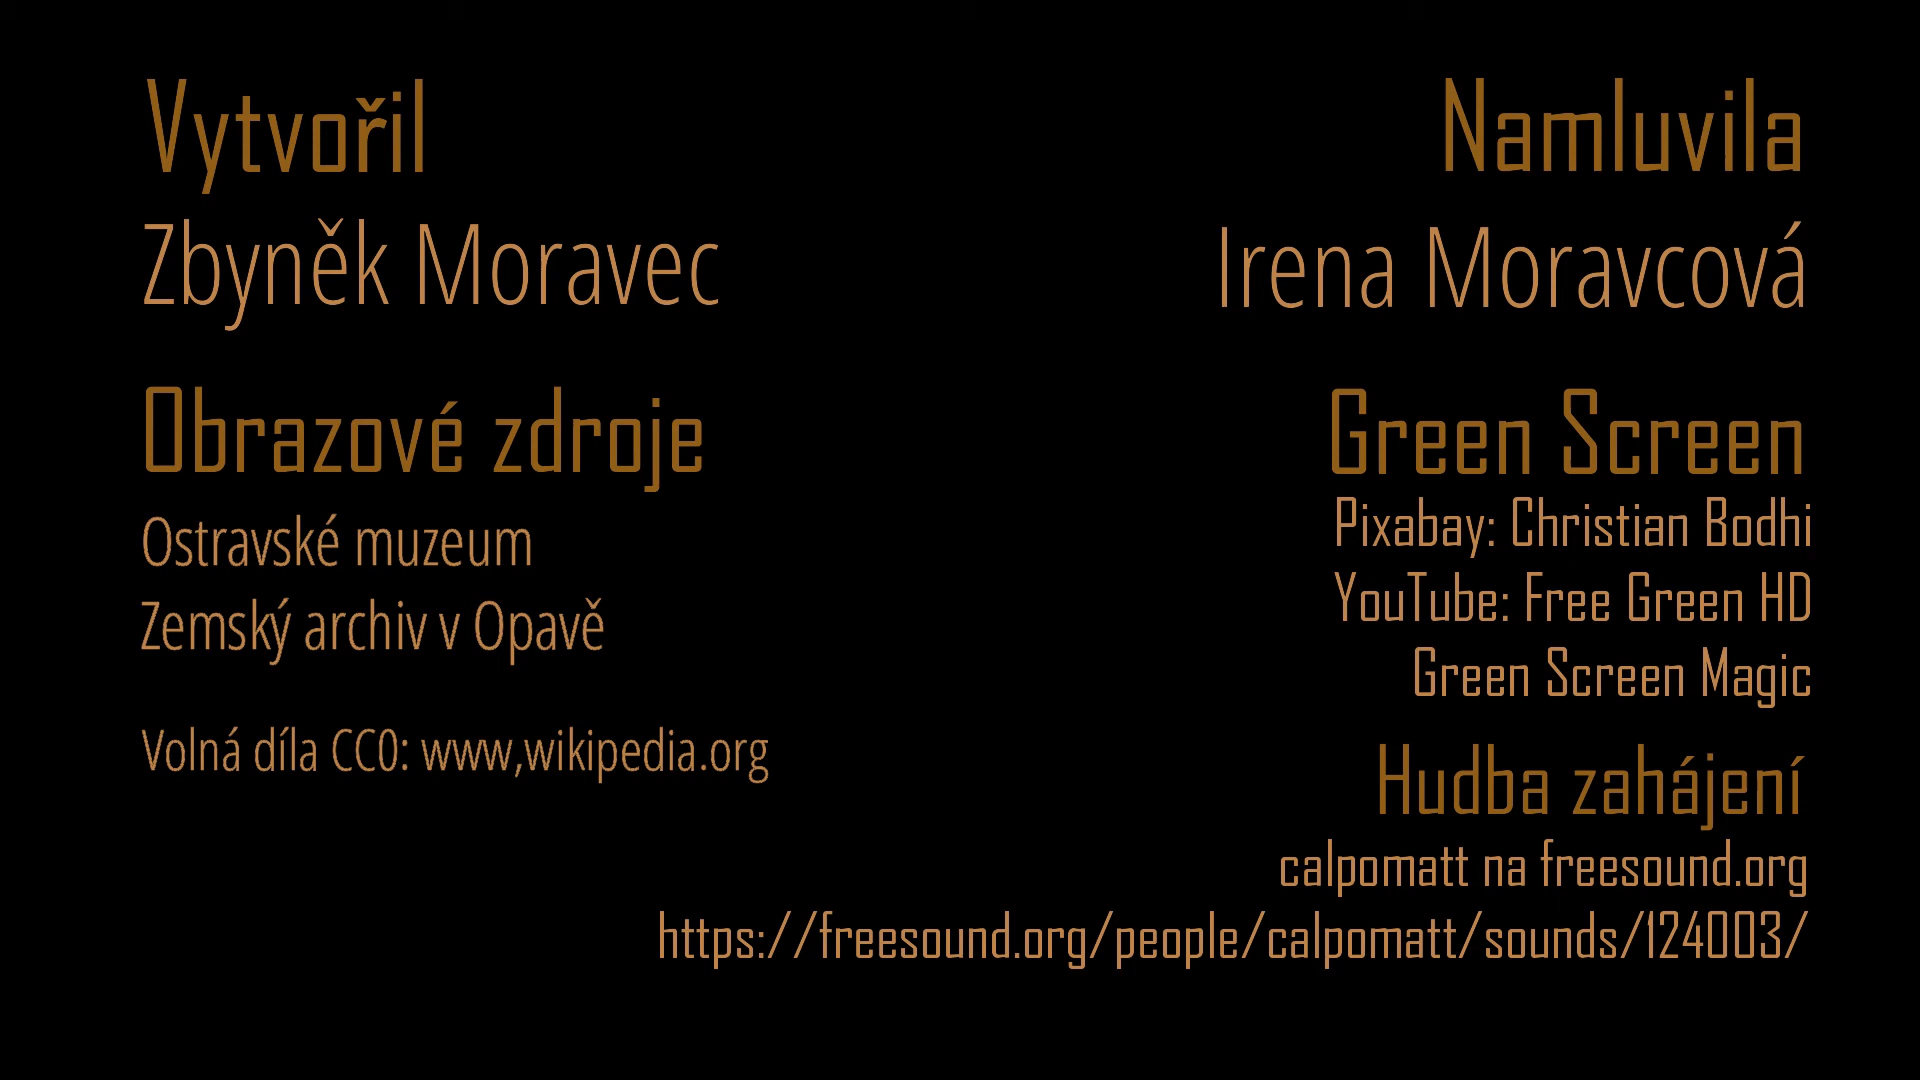 Vytvořil
Zbyněk Moravec
Obrazové zdroje
Ostravské muzeum
Zemský archiv v Opavě
Volná díla CC0: www,wikipedia.org
Namluvila
Irena Moravcová
Green Screen
Pixabay: Christian Bodhi
YouTube: Free Green HD
Green Screen Magic
Hudba zahájení
calpomatt na freesound.org
https://freesound.org/people/calpomatt/sounds/124003/